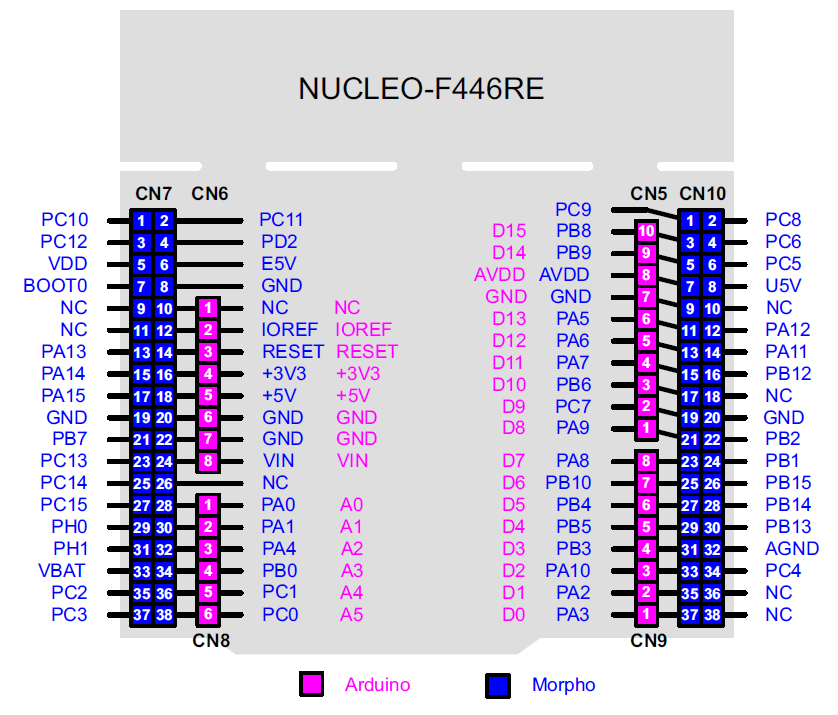 NUCLEO-F446RE
CN7 CN6 CN5 CN10
PC9
PC10 1 2 PC11 1 2 PC8
D15 PB8 10
PC12 3 4 PD2 3 4 PC6
D14 PB9 9
VDD 5 6 E5V 5 6 PC5
AVDD AVDD 8
BOOT0 7 8 GND 7 8 U5V
GND GND 7
NC 9 10 1 NC NC 9 10 NC
D13 PA5 6
NC 11 12 2 IOREF IOREF 11 12 PA12
D12 PA6 5
PA13 13 14 3 RESET RESET 13 14 PA11
D11 PA7 4
PA14 15 16 4 +3V3 +3V3 15 16 PB12
D10 PB6 3
PA15 17 18 5 +5V +5V 17 18 NC
D9 PC7 2
GND 19 20 6 GND GND 19 20 GND
D8 PA9 1
PB7 21 22 7 GND GND 21 22 PB2
PC13 23 24 8 VIN VIN D7 PA8 8 23 24 PB1
PC14 25 26 NC D6 PB10 7 25 26 PB15
PC15 27 28 1 PA0 A0 D5 PB4 6 27 28 PB14
PH0 29 30 2 PA1 A1 D4 PB5 5 29 30 PB13
PH1 31 32 3 PA4 A2 D3 PB3 4 31 32 AGND
VBAT 33 34 4 PB0 A3 D2 PA10 3 33 34 PC4
PC2 35 36 5 PC1 A4 D1 PA2 2 35 36 NC
PC3 37 38 6 PC0 A5 D0 PA3 1 37 38 NC
CN8 CN9
Arduino Morpho